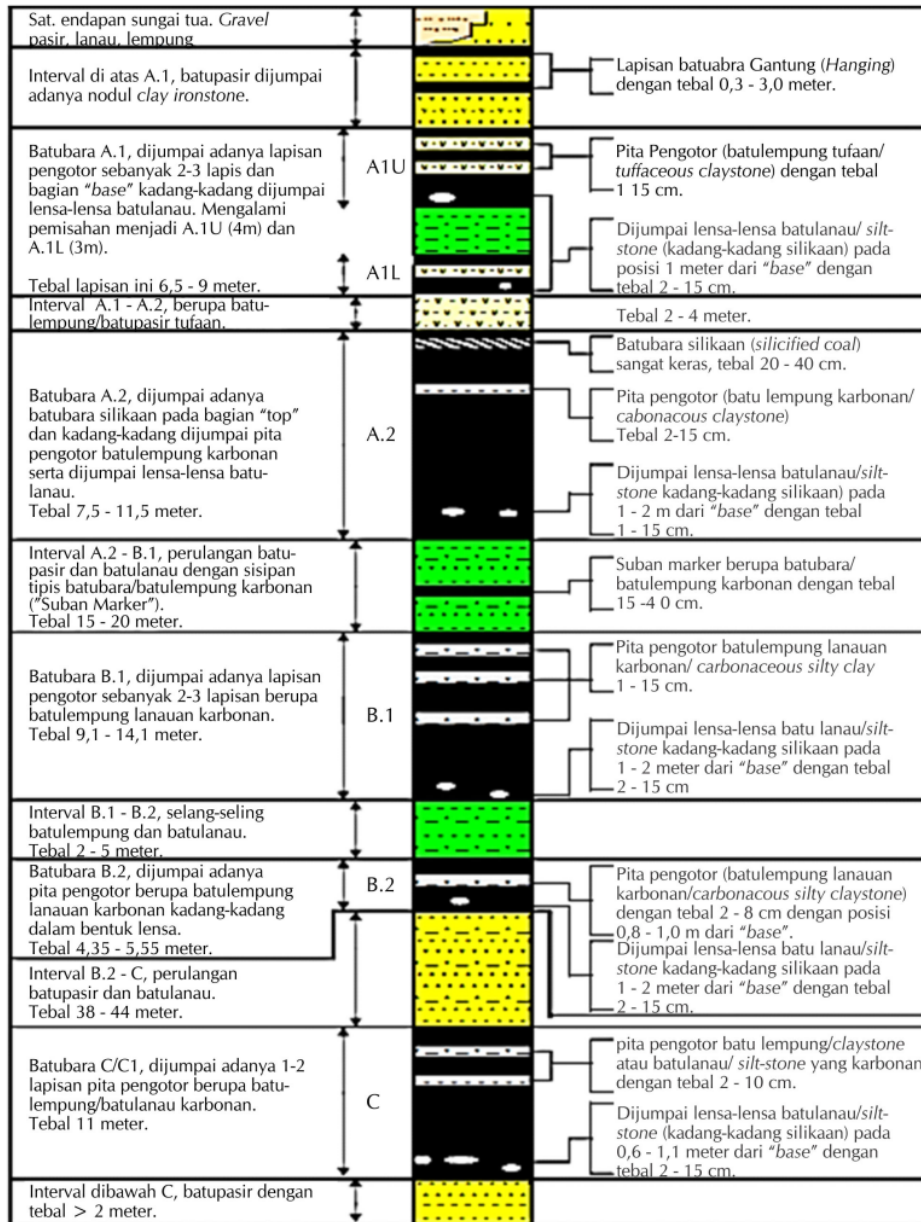 Sat. endapan sungai tua. Gravel
pasir, lanau, lempung
Interval di atas A.1, batupasir dijumpai
adanya nodul clay ironstone.
Lapisan batuabra Gantung (Hanging)
dengan tebal 0,3 - 3,0 meter.
Batubara A.1, dijumpai adanya lapisan
pengotor sebanyak 2-3 lapis dan
bagian "base" kadang-kadang dijumpai
lensa-lensa batulanau. Mengalami
pemisahan menjadi A.1U (4m) dan
A.1L (3m).
Tebal lapisan ini 6,5 - 9 meter.
A1U
A1L
Pita Pengotor (batulempung tufaan/
tuffaceous claystone) dengan tebal
1 15 cm.
Dijumpai lensa-lensa batulanau/ silt-
stone (kadang-kadang silikaan) pada
posisi 1 meter dari "base" dengan
tebal 2 - 15 cm.
Interval A.1 - A.2, berupa batu-
lempung/batupasir tufaan.
Tebal 2 - 4 meter.
Batubara A.2, dijumpai adanya
batubara silikaan pada bagian "top"
dan kadang-kadang dijumpai pita
pengotor batulempung karbonan
serta dijumpai lensa-lensa batu-
lanau.
Tebal 7,5 - 11,5 meter.
A.2
Batubara silikaan (silicified coal)
sangat keras, tebal 20 - 40 cm.
Pita pengotor (batu lempung karbonan/
cabonacous claystone)
Tebal 2-15 cm.
Dijumpai lensa-lensa batulanau/silt-
stone kadang-kadang silikaan) pada
1 - 2 m dari "base" dengan tebal
1 - 15 cm.
Interval A.2 - B.1, perulangan batu-
pasir dan batulanau dengan sisipan
tipis batubara/batulempung karbonan
("Suban Marker").
Tebal 15 - 20 meter.
Suban marker berupa batubara/
batulempung karbonan dengan tebal
15 -4 0 cm.
Batubara B.1, dijumpai adanya lapisan
pengotor sebanyak 2-3 lapisan berupa
batulempung lanauan karbonan.
Tebal 9,1 - 14,1 meter.
B.1
Pita pengotor batulempung lanauan
karbonan/ carbonaceous silty clay
1 - 15 cm.
Dijumpai lensa-lensa batu lanau/silt-
stone kadang-kadang silikaan pada
1 - 2 meter dari "base" dengan tebal
2 - 15 cm
Interval B.1 - B.2, selang-seling
batulempung dan batulanau.
Tebal 2 - 5 meter.
Batubara B.2, dijumpai adanya
pita pengotor berupa batulempung
lanauan karbonan kadang-kadang
dalam bentuk lensa.
Tebal 4,35 - 5,55 meter.
B.2
Pita pengotor (batulempung lanauan
karbonan/carbonacous silty claystone)
dengan tebal 2 - 8 cm dengan posisi
0,8 - 1,0 m dari "base".
Dijumpai lensa-lensa batu lanau/silt-
stone kadang-kadang silikaan pada
1 - 2 meter dari "base" dengan tebal
2 - 15 cm.
Interval B.2 - C, perulangan
batupasir dan batulanau.
Tebal 38 - 44 meter.
Batubara C/C1, dijumpai adanya 1-2
lapisan pita pengotor berupa batu-
lempung/batulanau karbonan.
Tebal 11 meter.
C
pita pengotor batu lempung/claystone
atau batulanau/ silt-stone yang karbonan
dengan tebal 2 - 10 cm.
Dijumpai lensa-lensa batulanau/silt-
stone (kadang-kadang silikaan) pada
0,6 - 1,1 meter dari "base" dengan
tebal 2 - 15 cm.
Interval dibawah C, batupasir dengan
tebal > 2 meter.